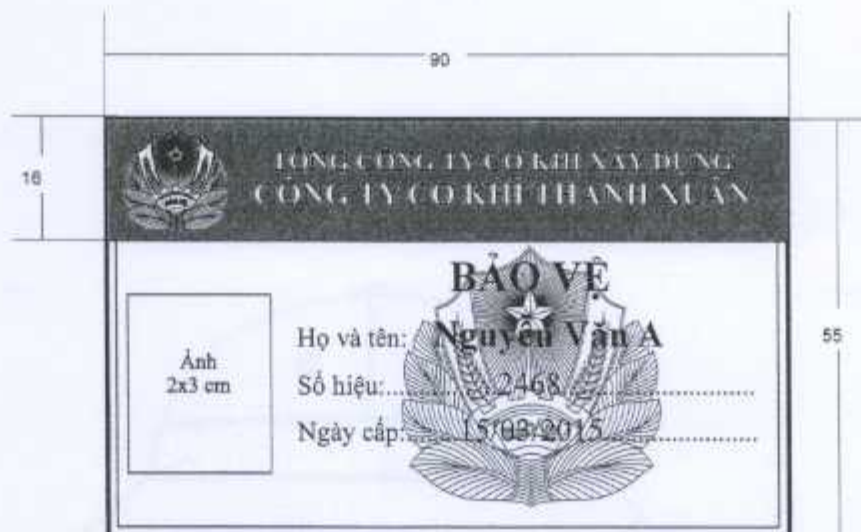 90
16
TỔNG CÔNG TY CƠ KHÍ XÂY DỰNG
CÔNG TY CƠ KHÍ THANH XUÂN
BẢO VỆ
Ảnh
2x3 cm
Họ và tên: Nguyễn Văn A
Số hiệu:..........2468..........
Ngày cấp:..........15/03/2015..........
55